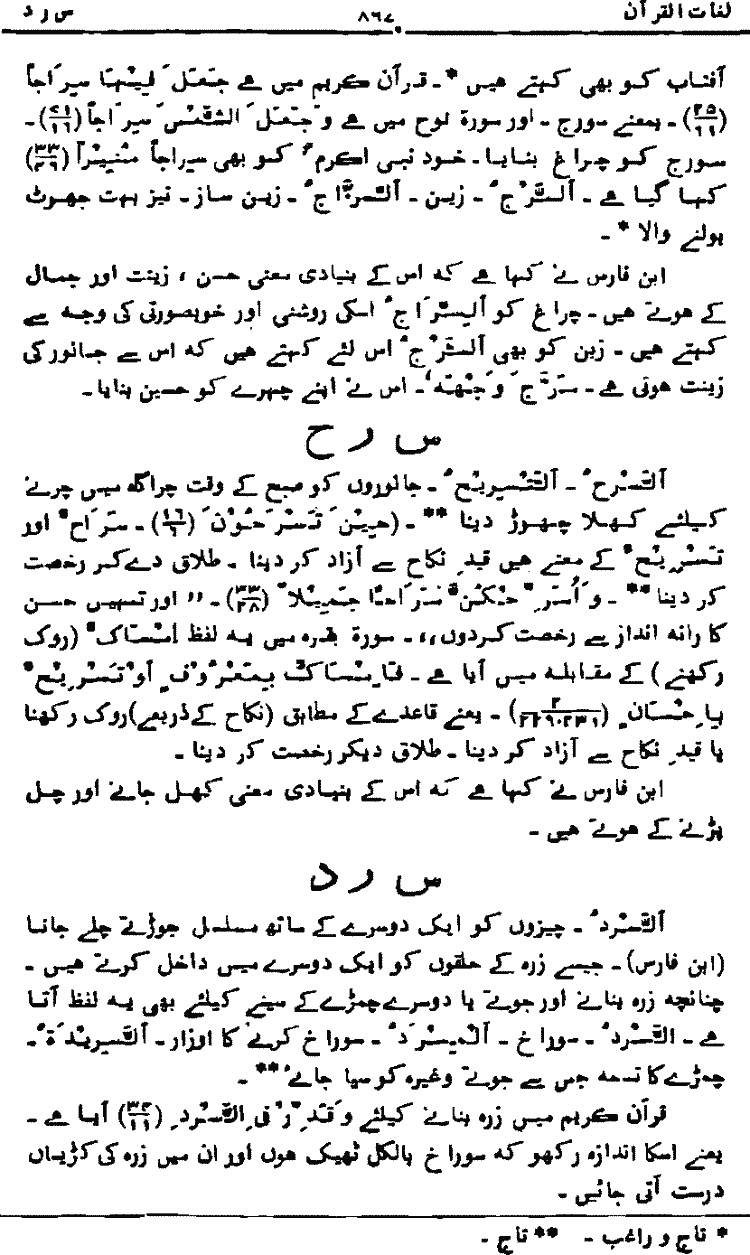 لغات القرآن ۸۶۷ س ر د
آفتاب کو بھی کہتے ہیں *۔ قرآن کریم میں ہے جَعَلَ فِیْہَا سِرَاجاً
(۲۵/۶۱)۔ بمعنے سورج۔ اور سورۃ نوح میں ہے وَجَعَلَ الشَّمْسَ سِرَاجاً (۷۱/۱۶)۔
سورج کو چراغ بنایا۔ خود نبی اکرمؐ کو بھی سِرَاجاً مُنِیْراً (۳۳/۴۶)
کہا گیا ہے۔ اَلسَّرْجُ۔ زین۔ اَلسَّرَّاجُ۔ زین ساز۔ نیز بہت جھوٹ
بولنے والا *۔
ابن فارس نے کہا ہے کہ اس کے بنیادی معنی حسن ، زینت اور جمال
کے ہوتے ہیں۔ چراغ کو اَلسِّرَاجُ اسکی روشنی اور خوبصورتی کی وجہ سے
کہتے ہیں۔ زین کو بھی اَلسَّرْجُ اس لئے کہتے ہیں کہ اس سے جانور کی
زینت ہوتی ہے۔ سَرَّجَ وَجْھَہٗ۔ اس نے اپنے چہرے کو حسین بنایا۔
س ر ح
اَلسَّرْحُ۔ اَلتَّسْرِیْحُ۔ جانوروں کو صبح کے وقت چراگاہ میں چرنے
کیلئے کھلا چھوڑ دینا **۔ (حِیْنَ تَسْرَحُوْنَ (۱۶/۶)۔ سَرَاحٌ اور
تَسْرِیْحٌ کے معنے ہیں قیدِ نکاح سے آزاد کر دینا۔ طلاق دے کر رخصت
کر دینا **۔ وَاُسَرِّحْکُنَّ سَرَاحًا جَمِیْلاً (۳۳/۲۸)۔ ،، اور تمہیں حسن
کارانہ انداز سے رخصت کردوں،،۔ سورۃ بقرہ میں یہ لفظ اِمْسَاکٌ (روک
رکھنے) کے مقابلہ میں آیا ہے۔ فَاِمْسَاکٌ بِمَعْرُوْفٍ اَوْتَسْرِیْحٌ
بِاِحْسَانٍ (۲/۲۲۹،۲۳۱)۔ یعنے قاعدے کے مطابق (نکاح کے ذریعے) روک رکھنا
یا قیدِ نکاح سے آزاد کر دینا۔ طلاق دیکر رخصت کر دینا۔
ابن فارس نے کہا ہے کہ اس کے بنیادی معنی کھل جانے اور چل
پڑنے کے ہوتے ہیں۔
س ر د
اَلسَّرْدُ۔ چیزوں کو ایک دوسرے کے ساتھ مسلسل جوڑتے چلے جانا
(ابن فارس)۔ جیسے زرہ کے حلقوں کو ایک دوسرے میں داخل کرتے ہیں۔
چنانچہ زرہ بنانے اور جوتے یا دوسرے چمڑے کے سینے کیلئے بھی یہ لفظ آتا
ہے۔ السَّرْدُ۔ سوراخ۔ اَلْمِسْرَدُ۔ سوراخ کرنے کا اوزار۔ اَلسَّرِیْدَۃُ۔
چمڑے کا تسمہ جس سے جوتے وغیرہ کو سیا جائے **۔
قرآن کریم میں زرہ بنانے کیلئے وَقَدِّرْ فِی السَّرْدِ (۳۴/۱۱) آیا ہے۔
یعنے اسکا اندازہ رکھو کہ سوراخ بالکل ٹھیک ہوں اور ان میں زرہ کی کڑیاں
درست آتی جائیں۔
* تاج و راغب۔ ** تاج۔